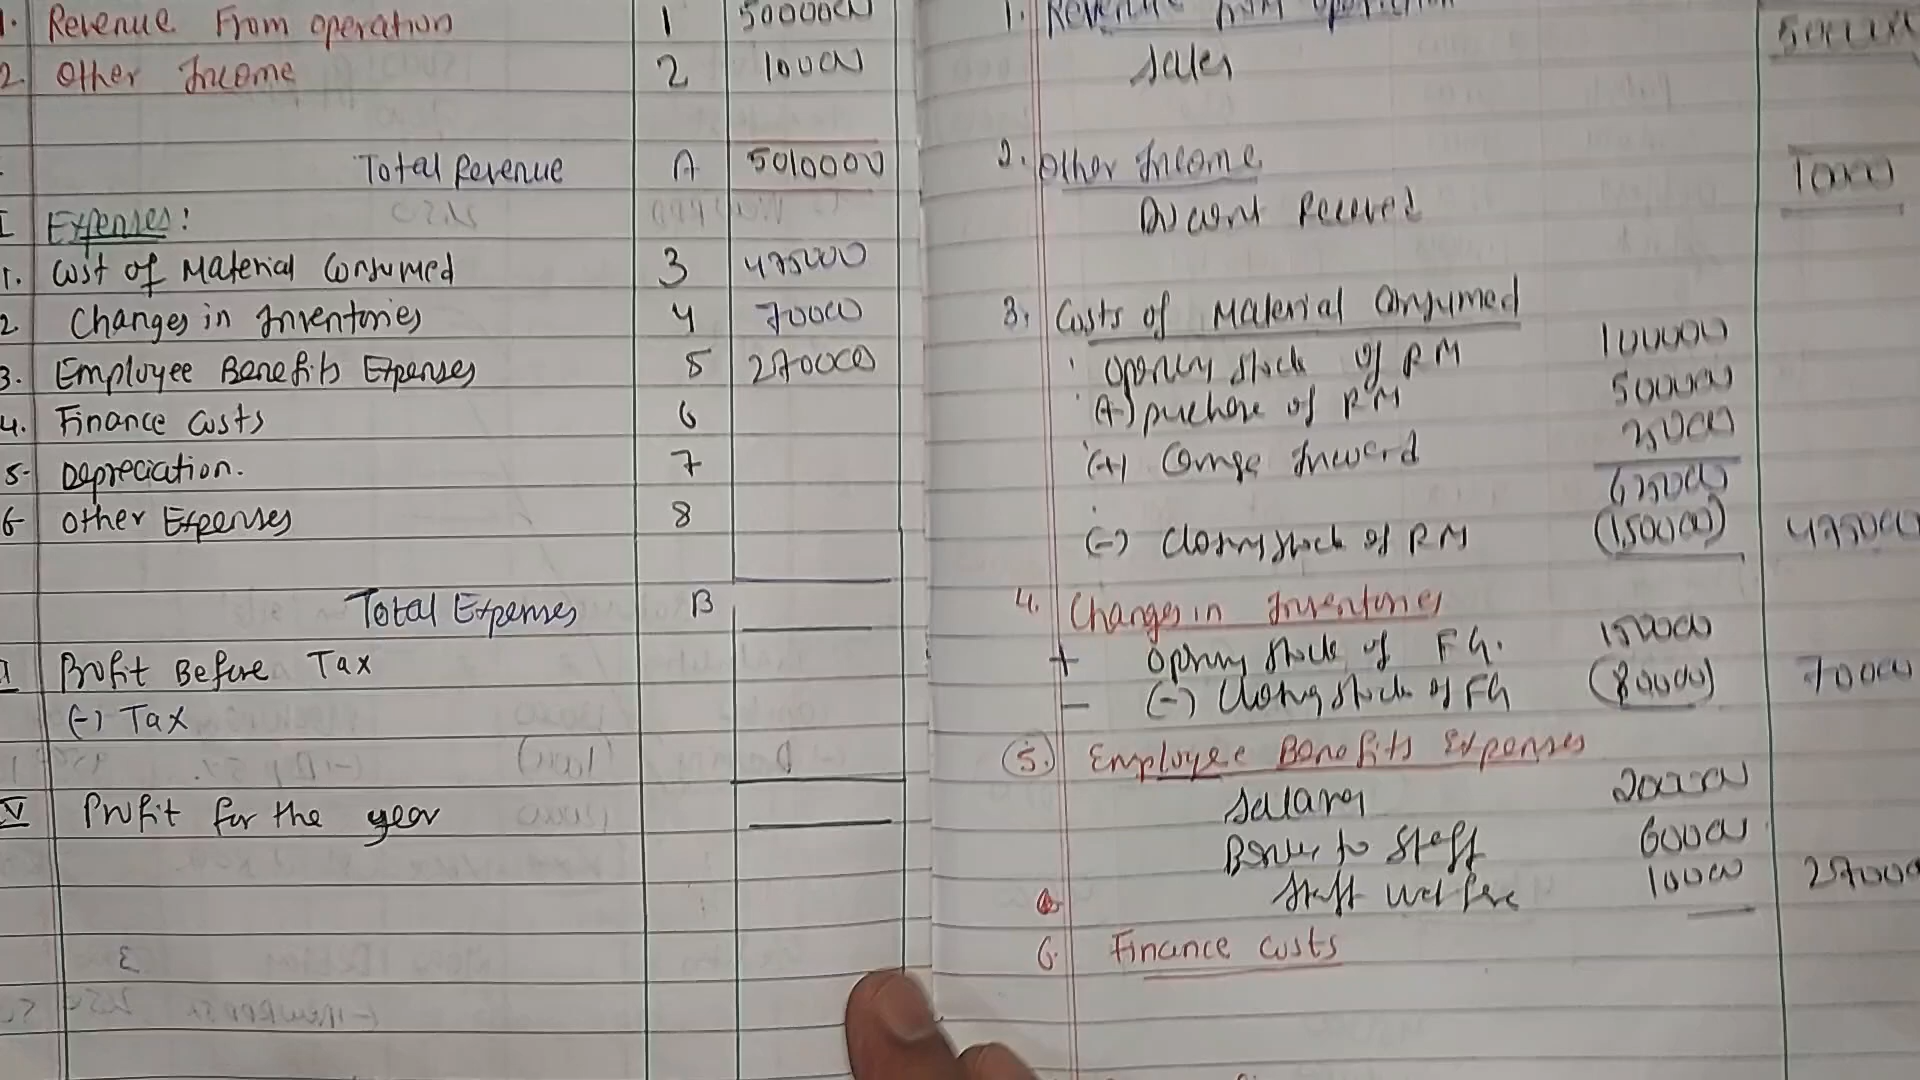 1. Revenue From operation 1 5000000
2. Other Income 2 10000
Total Revenue A 5010000
Expenses:
1. Cost of Material Consumed 3 475000
2 Changes in Inventories 4 70000
3. Employee Benefits Expenses 5 270000
4. Finance Costs 6
5- Depreciation. 7
6 Other Expenses 8
Total Expenses B
Profit Before Tax
(-) Tax
Profit for the year
1. Revenue from operation 5000000
Sales
2. Other Income 10000
Discount Received
3. Costs of Material Consumed
Opening Stock of RM 100000
(+) purchase of RM 500000
(+) Carriage Inward 25000
625000
(-) Closing stock of RM (150000) 475000
4. Changes in Inventories
+ Opening Stock of F.G. 150000
- (-) Closing stock of FG (80000) 70000
5. Employee Benefits Expenses
Salary 200000
Bonus to Staff 60000
Staff Welfare 10000 270000
6. Finance Costs